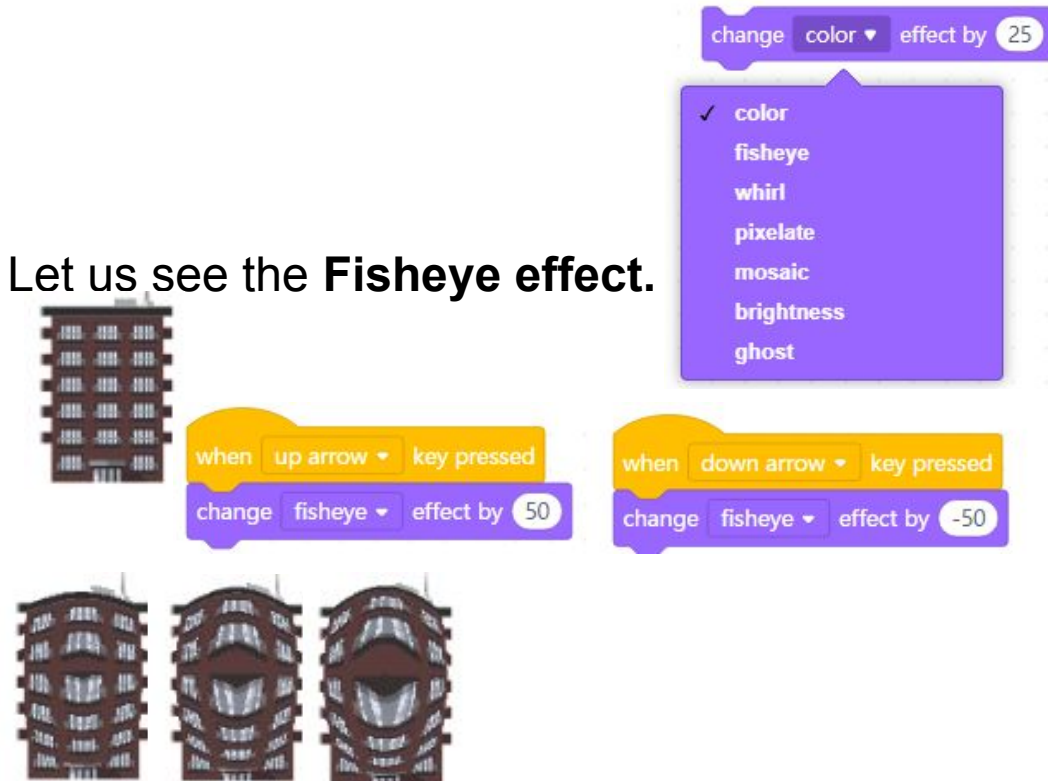 change color ▾ effect by 25
✓ color
fisheye
whirl
pixelate
mosaic
brightness
ghost
Let us see the Fisheye effect.
when up arrow ▾ key pressed
change fisheye ▾ effect by 50
when down arrow ▾ key pressed
change fisheye ▾ effect by -50